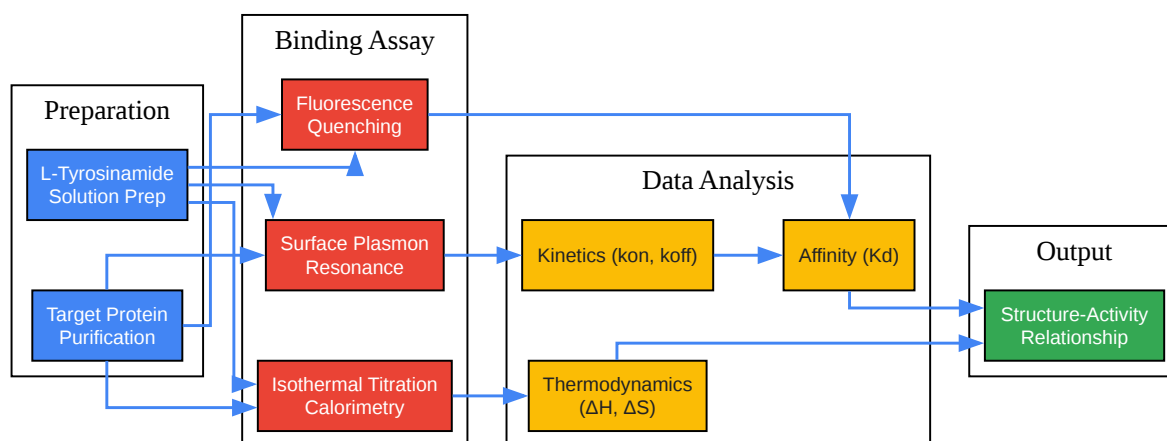 Preparation
L-Tyrosinamide
Solution Prep
Target Protein
Purification
Binding Assay
Fluorescence
Quenching
Surface Plasmon
Resonance
Isothermal Titration
Calorimetry
Data Analysis
Kinetics (kon, koff)
Affinity (Kd)
Thermodynamics
(ΔH, ΔS)
Output
Structure-Activity
Relationship